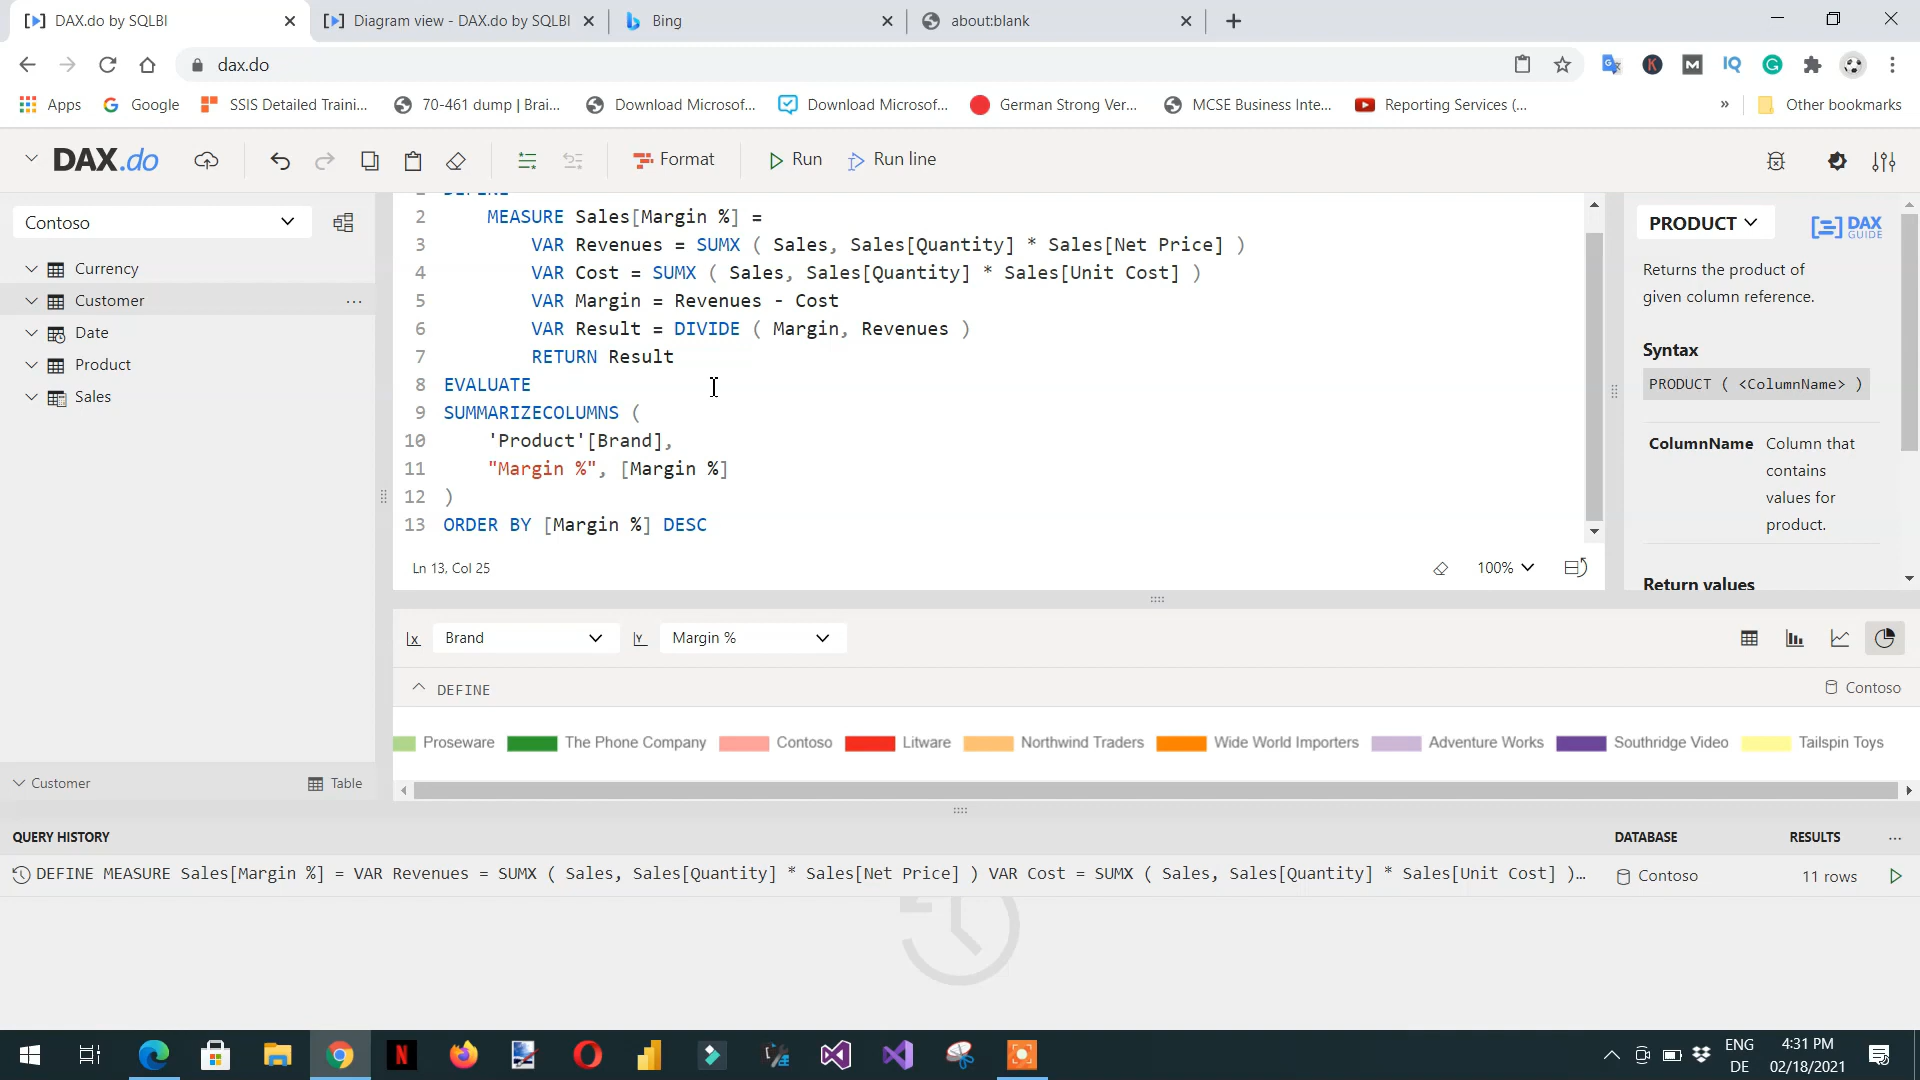 DAX.do by SQLBI
Diagram view - DAX.do by SQLBI
Bing
about:blank
dax.do
Apps
Google
SSIS Detailed Traini...
70-461 dump | Brai...
Download Microsof...
Download Microsof...
German Strong Ver...
MCSE Business Inte...
Reporting Services (...
»
Other bookmarks
DAX.do
Format
Run
Run line
Contoso
Currency
Customer
...
Date
Product
Sales
1 DEFINE
2 MEASURE Sales[Margin %] =
3 VAR Revenues = SUMX ( Sales, Sales[Quantity] * Sales[Net Price] )
4 VAR Cost = SUMX ( Sales, Sales[Quantity] * Sales[Unit Cost] )
5 VAR Margin = Revenues - Cost
6 VAR Result = DIVIDE ( Margin, Revenues )
7 RETURN Result
8 EVALUATE
9 SUMMARIZECOLUMNS (
10 'Product'[Brand],
11 "Margin %", [Margin %]
12 )
13 ORDER BY [Margin %] DESC
Ln 13, Col 25
100%
PRODUCT
DAX
GUIDE
Returns the product of
given column reference.
Syntax
PRODUCT ( <ColumnName> )
ColumnName Column that
contains
values for
product.
Return values
X Brand
Y Margin %
DEFINE
Contoso
Proseware
The Phone Company
Contoso
Litware
Northwind Traders
Wide World Importers
Adventure Works
Southridge Video
Tailspin Toys
Customer
Table
QUERY HISTORY
DATABASE
RESULTS
...
DEFINE MEASURE Sales[Margin %] = VAR Revenues = SUMX ( Sales, Sales[Quantity] * Sales[Net Price] ) VAR Cost = SUMX ( Sales, Sales[Quantity] * Sales[Unit Cost] )...
Contoso
11 rows
ENG
DE
4:31 PM
02/18/2021